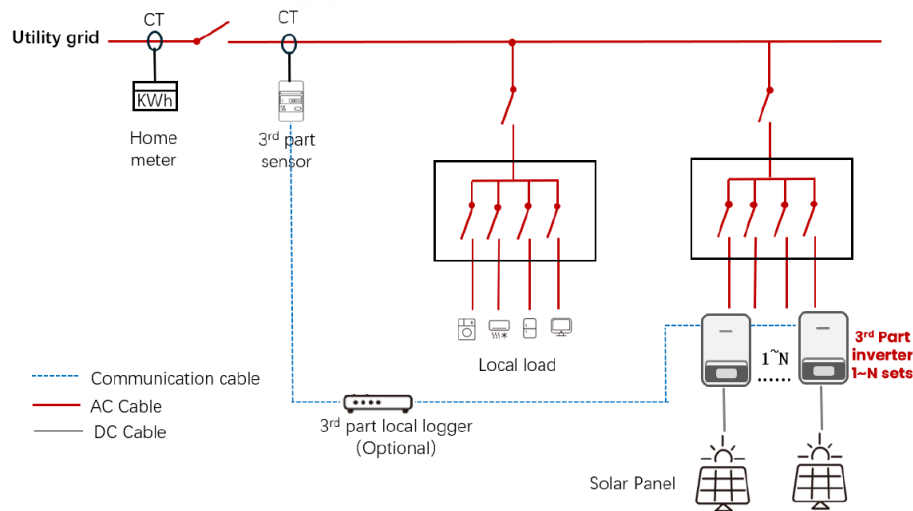 CT
CT
Utility grid
KWh
Home
meter
3rd part
sensor
Local load
1~N
......
3rd Part
inverter
1~N sets
Communication cable
AC Cable
DC Cable
3rd part local logger
(Optional)
Solar Panel